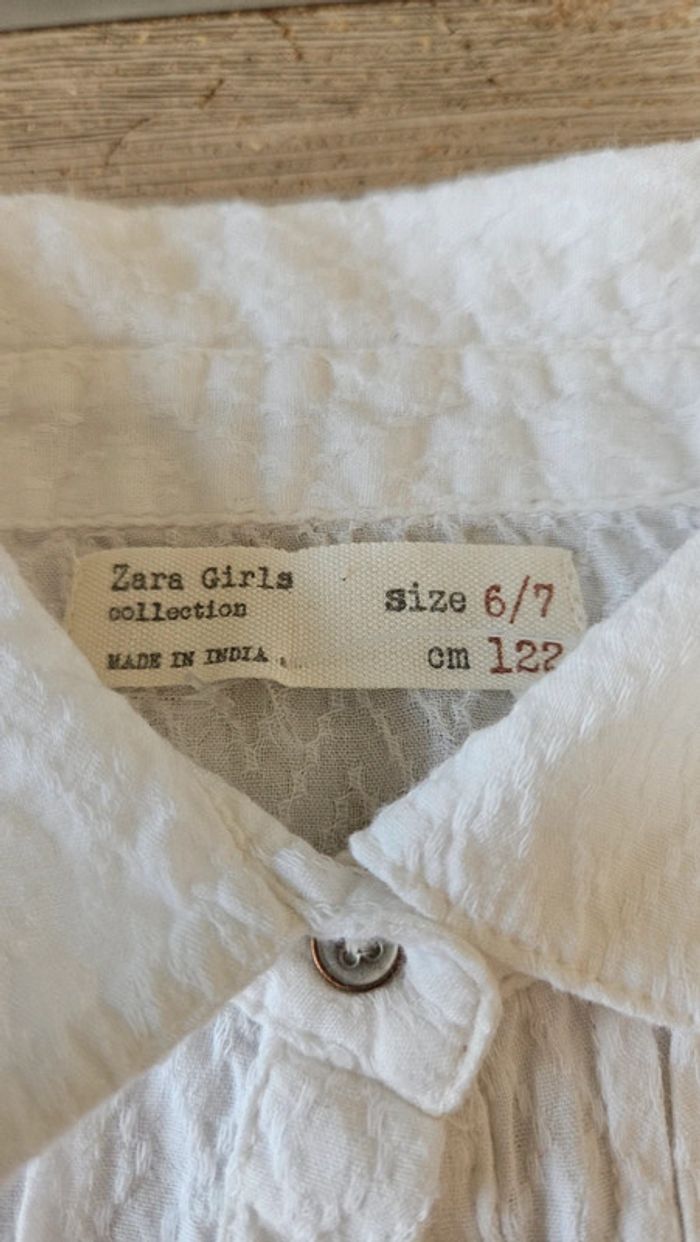 Zara Girls
collection
MADE IN INDIA
size 6/7
cm 122